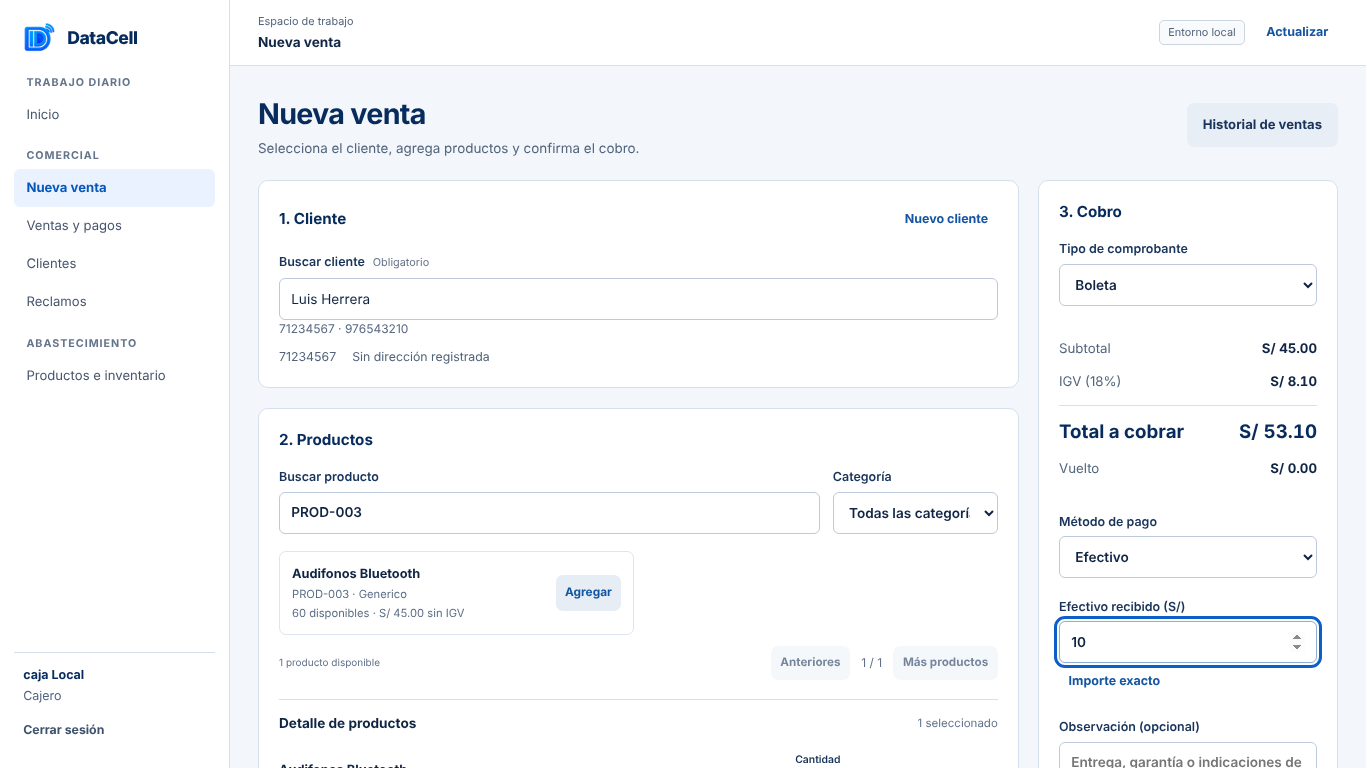 DataCell
TRABAJO DIARIO
Inicio
COMERCIAL
Nueva venta
Ventas y pagos
Clientes
Reclamos
ABASTECIMIENTO
Productos e inventario
caja Local
Cajero
Cerrar sesión
Espacio de trabajo
Nueva venta
Entorno local
Actualizar
Nueva venta
Selecciona el cliente, agrega productos y confirma el cobro.
Historial de ventas
1. Cliente
Nuevo cliente
Buscar cliente Obligatorio
Luis Herrera
71234567 · 976543210
71234567 Sin dirección registrada
2. Productos
Buscar producto
Categoría
PROD-003
Todas las categorí
Audifonos Bluetooth
PROD-003 · Generico
60 disponibles · S/ 45.00 sin IGV
Agregar
1 producto disponible
Anteriores
1 / 1
Más productos
Detalle de productos
1 seleccionado
Cantidad
Audifonos Bluetooth
3. Cobro
Tipo de comprobante
Boleta
Subtotal S/ 45.00
IGV (18%) S/ 8.10
Total a cobrar S/ 53.10
Vuelto S/ 0.00
Método de pago
Efectivo
Efectivo recibido (S/)
10
Importe exacto
Observación (opcional)
Entrega, garantía o indicaciones de